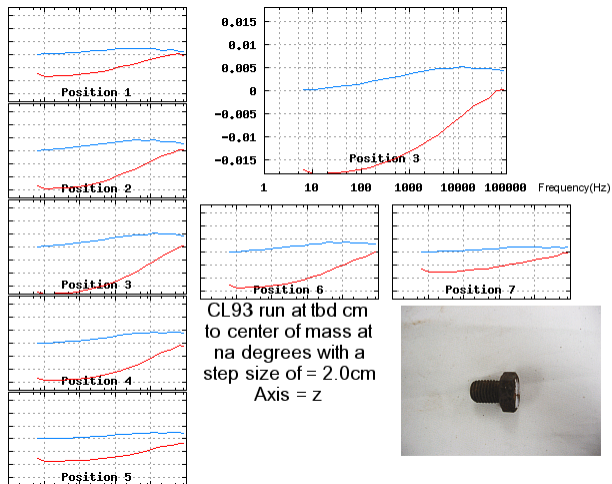 Position 1
Position 2
Position 3
Position 4
Position 5
0.015
0.01
0.005
0
-0.005
-0.01
-0.015
Position 3
1 10 100 1000 10000 100000 Frequency(Hz)
Position 6
Position 7
CL93 run at tbd cm
to center of mass at
na degrees with a
step size of = 2.0cm
Axis = z